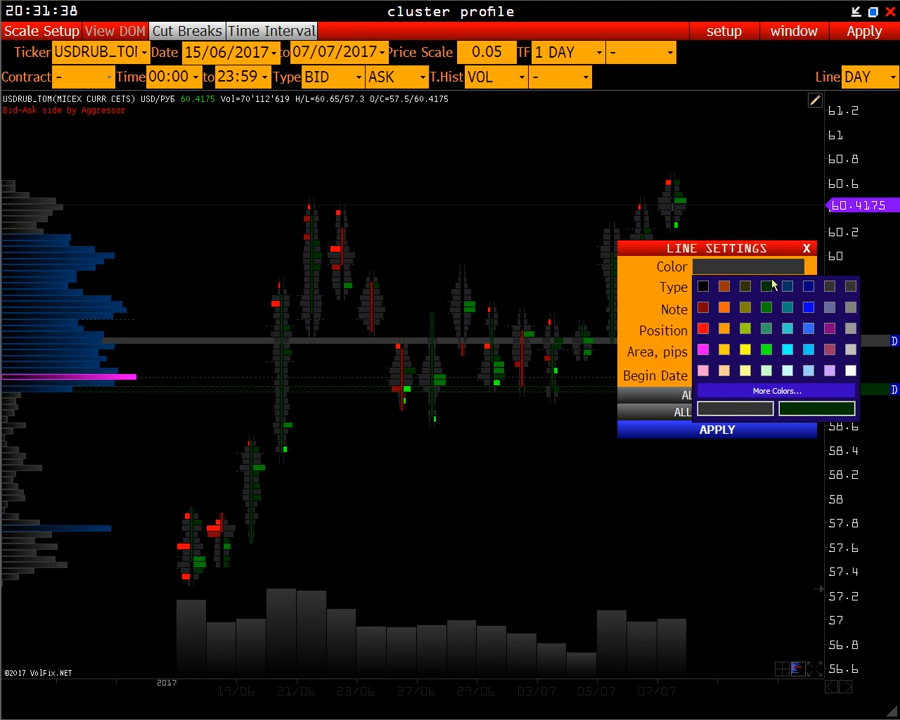 20:31:38 cluster profile
Scale Setup View DOM Cut Breaks Time Interval setup window Apply
Ticker USDRUB_TO Date 15/06/2017 to 07/07/2017 Price Scale 0.05 TF 1 DAY -
Contract - Time 00:00 to 23:59 Type BID ASK T.Hist VOL - Line DAY
USDRUB_TOM(MICEX CURR CETS) USD/РУБ 60.4175 Vol=70'112'619 H/L=60.65/57.3 O/C=57.5/60.4175
Bid-Ask side by Aggressor
61.2
61
60.8
60.6
60.4175
60.2
60
LINE SETTINGS X
Color
Type
Note
Position
Area, pips
Begin Date
More Colors...
AL
ALL
APPLY
D
D
58.6
58.4
58.2
58
57.8
57.6
57.4
57.2
57
56.8
56.6
©2017 VolFix.NET
2017
19/06 21/06 23/06 27/06 29/06 03/07 05/07 07/07